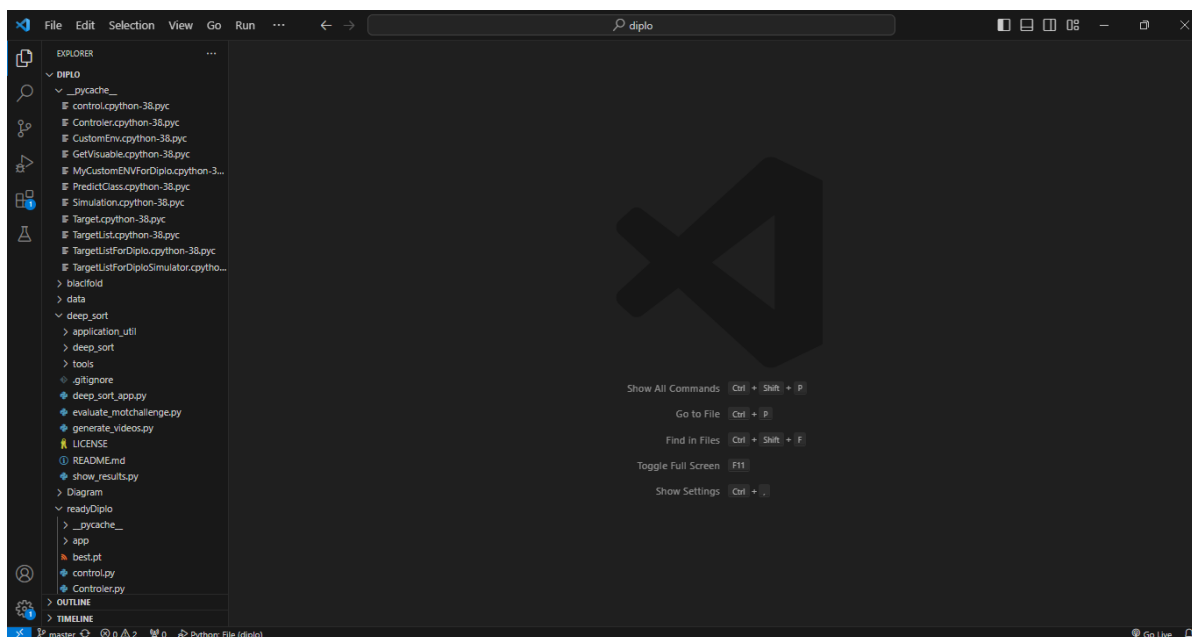 File Edit Selection View Go Run ··· diplo
EXPLORER ···
DIPLO
__pycache__
control.cpython-38.pyc
Controler.cpython-38.pyc
CustomEnv.cpython-38.pyc
GetVisuable.cpython-38.pyc
MyCustomENVForDiplo.cpython-3...
PredictClass.cpython-38.pyc
Simulation.cpython-38.pyc
Target.cpython-38.pyc
TargetList.cpython-38.pyc
TargetListForDiplo.cpython-38.pyc
TargetListForDiploSimulator.cpytho...
blaclfold
data
deep_sort
application_util
deep_sort
tools
.gitignore
deep_sort_app.py
evaluate_motchallenge.py
generate_videos.py
LICENSE
README.md
show_results.py
Diagram
readyDiplo
__pycache__
app
best.pt
control.py
Controler.py
OUTLINE
TIMELINE
1
1
Show All Commands Ctrl + Shift + P
Go to File Ctrl + P
Find in Files Ctrl + Shift + F
Toggle Full Screen F11
Show Settings Ctrl + ,
master 0 2 0 Python: File (diplo) Go Live